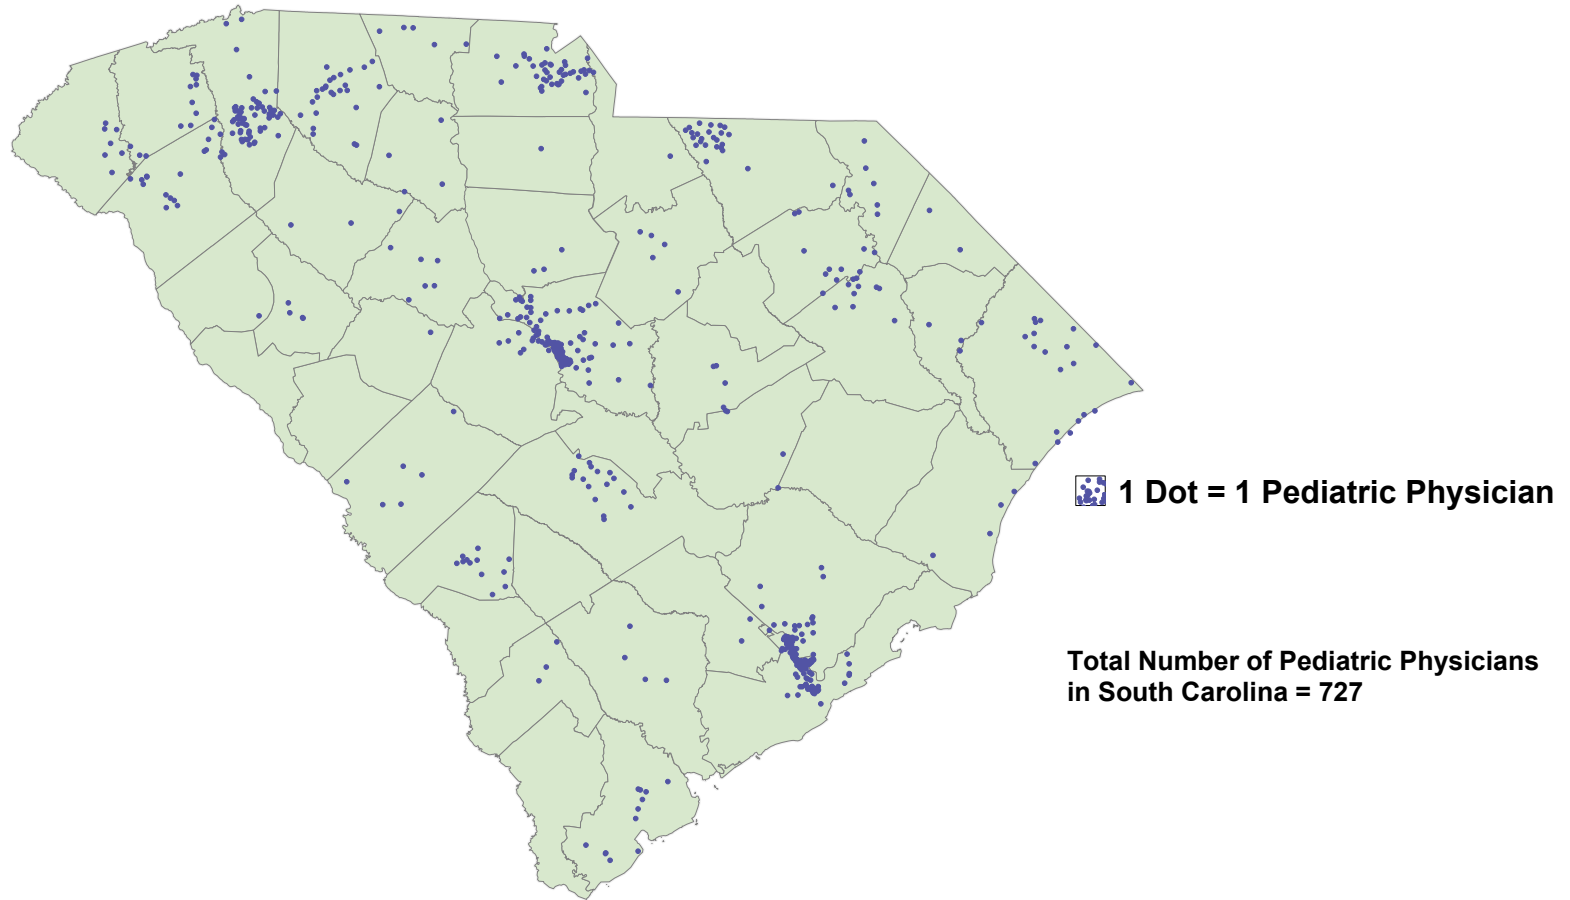 1 Dot = 1 Pediatric Physician
Total Number of Pediatric Physicians
in South Carolina = 727